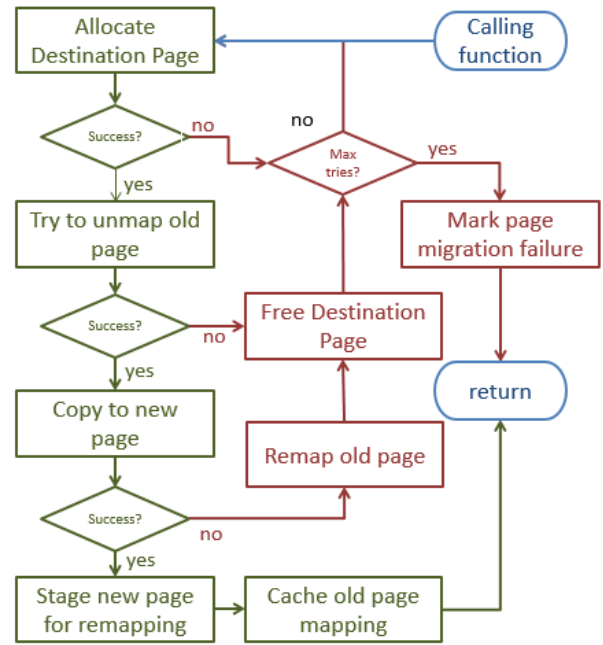 Allocate
Destination Page
Calling
function
no
Success?
no
Max
tries?
yes
yes
Try to unmap old
page
Mark page
migration failure
Free Destination
Page
Success?
no
yes
return
Copy to new
page
Remap old page
Success?
no
yes
Stage new page
for remapping
Cache old page
mapping